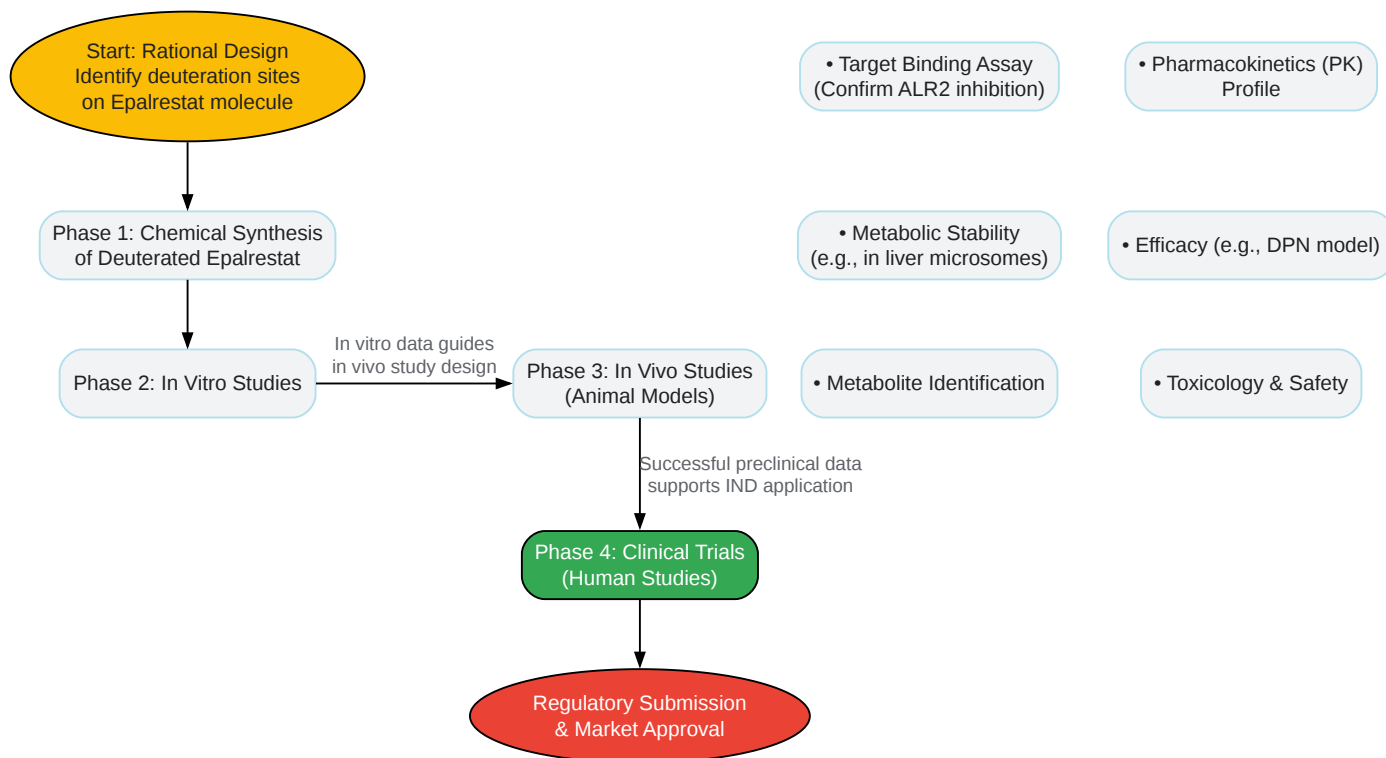 Start: Rational Design
Identify deuteration sites
on Epalrestat molecule
• Target Binding Assay
(Confirm ALR2 inhibition)
• Pharmacokinetics (PK)
Profile
Phase 1: Chemical Synthesis
of Deuterated Epalrestat
• Metabolic Stability
(e.g., in liver microsomes)
• Efficacy (e.g., DPN model)
Phase 2: In Vitro Studies
In vitro data guides
in vivo study design
Phase 3: In Vivo Studies
(Animal Models)
• Metabolite Identification
• Toxicology & Safety
Successful preclinical data
supports IND application
Phase 4: Clinical Trials
(Human Studies)
Regulatory Submission
& Market Approval